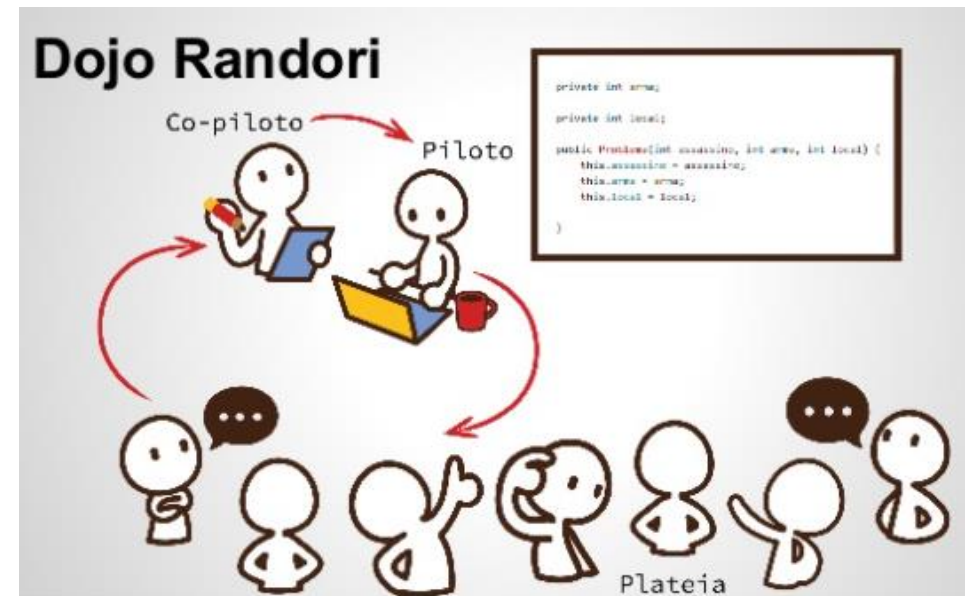 Dojo Randori
Co-piloto
Piloto
private int arma;
private int local;
public Problema(int assassino, int arma, int local) {
this.assassino = assassino;
this.arma = arma;
this.local = local;
}
Plateia